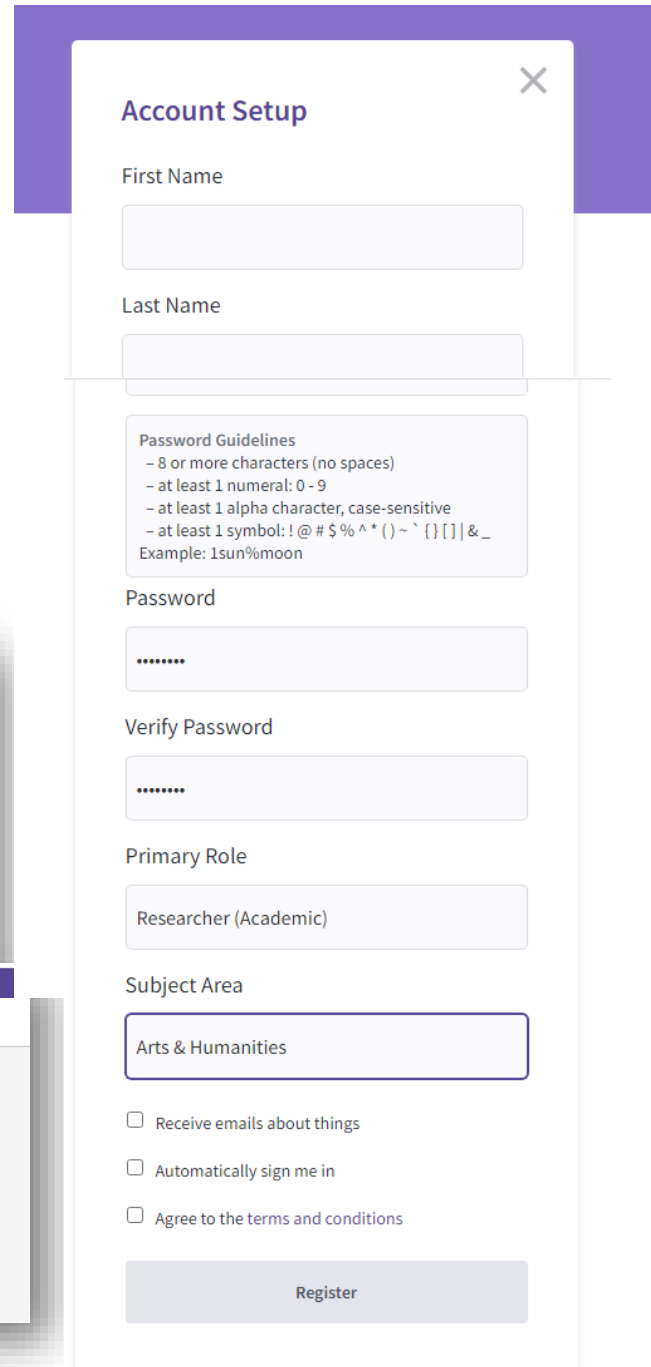 Account Setup
First Name
Last Name
Password Guidelines
– 8 or more characters (no spaces)
– at least 1 numeral: 0 - 9
– at least 1 alpha character, case-sensitive
– at least 1 symbol: ! @ # $ % ^ * ( ) ~ ` { } [ ] | & _
Example: 1sun%moon
Password
••••••••
Verify Password
••••••••
Primary Role
Researcher (Academic)
Subject Area
Arts & Humanities
Receive emails about things
Automatically sign me in
Agree to the terms and conditions
Register